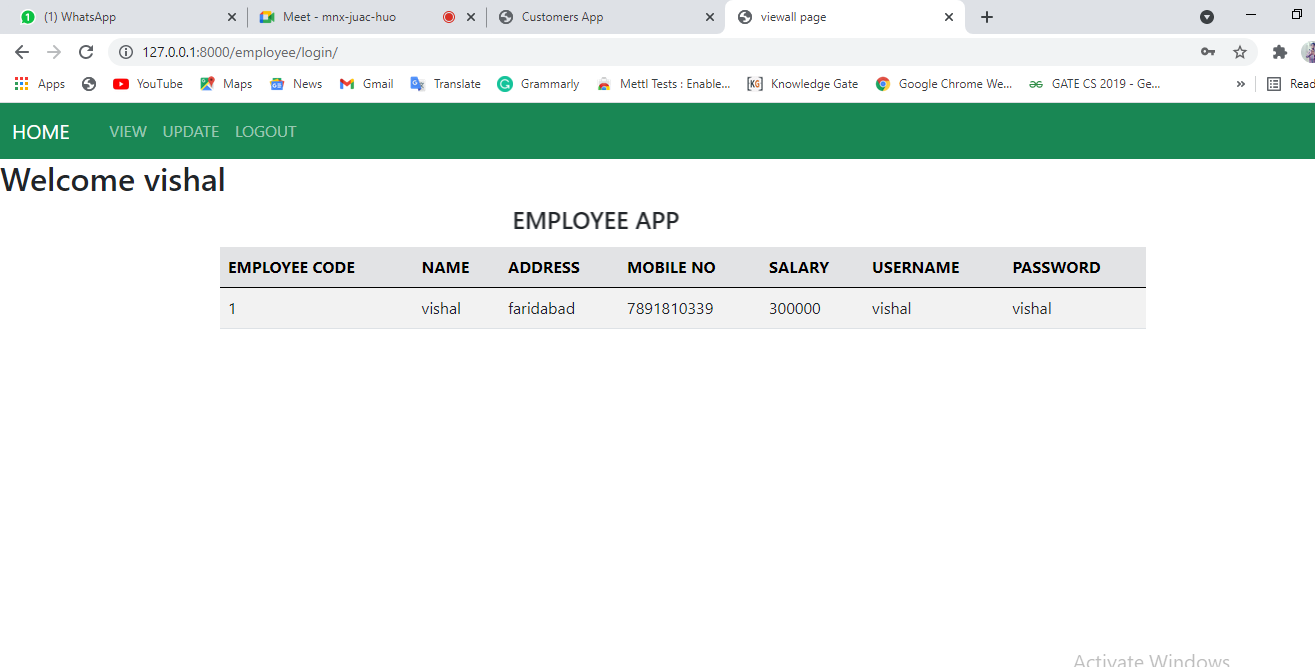 1 (1) WhatsApp Meet - mnx-juac-huo Customers App viewall page
127.0.0.1:8000/employee/login/
Apps YouTube Maps News Gmail Translate Grammarly Mettl Tests : Enable... KG Knowledge Gate Google Chrome We... GATE CS 2019 - Ge... » Read
HOME VIEW UPDATE LOGOUT
Welcome vishal
EMPLOYEE APP
EMPLOYEE CODE NAME ADDRESS MOBILE NO SALARY USERNAME PASSWORD
1 vishal faridabad 7891810339 300000 vishal vishal
Activate Windows